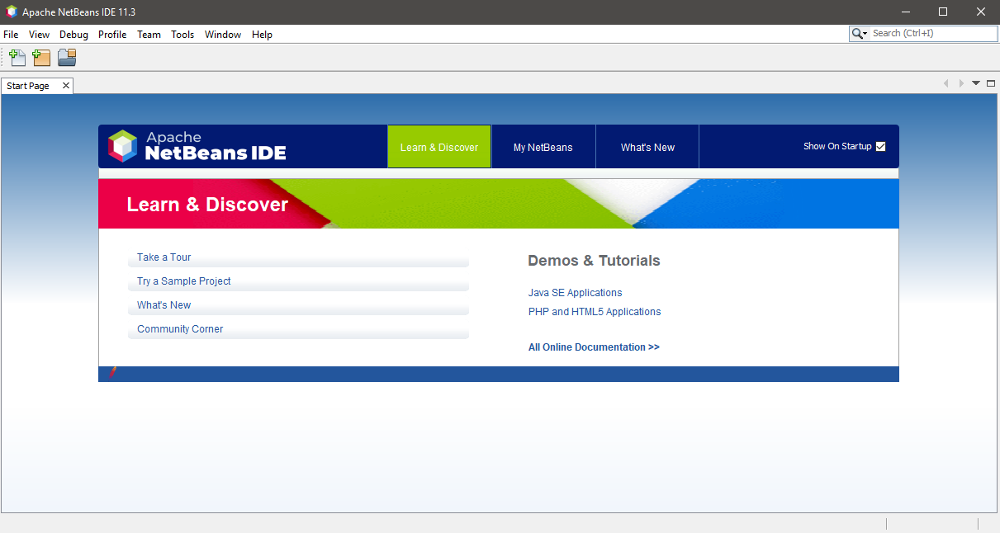 Apache NetBeans IDE 11.3
File View Debug Profile Team Tools Window Help
Search (Ctrl+I)
Start Page
Apache
NetBeans IDE
Learn & Discover
My NetBeans
What's New
Show On Startup
Learn & Discover
Take a Tour
Try a Sample Project
What's New
Community Corner
Demos & Tutorials
Java SE Applications
PHP and HTML5 Applications
All Online Documentation >>